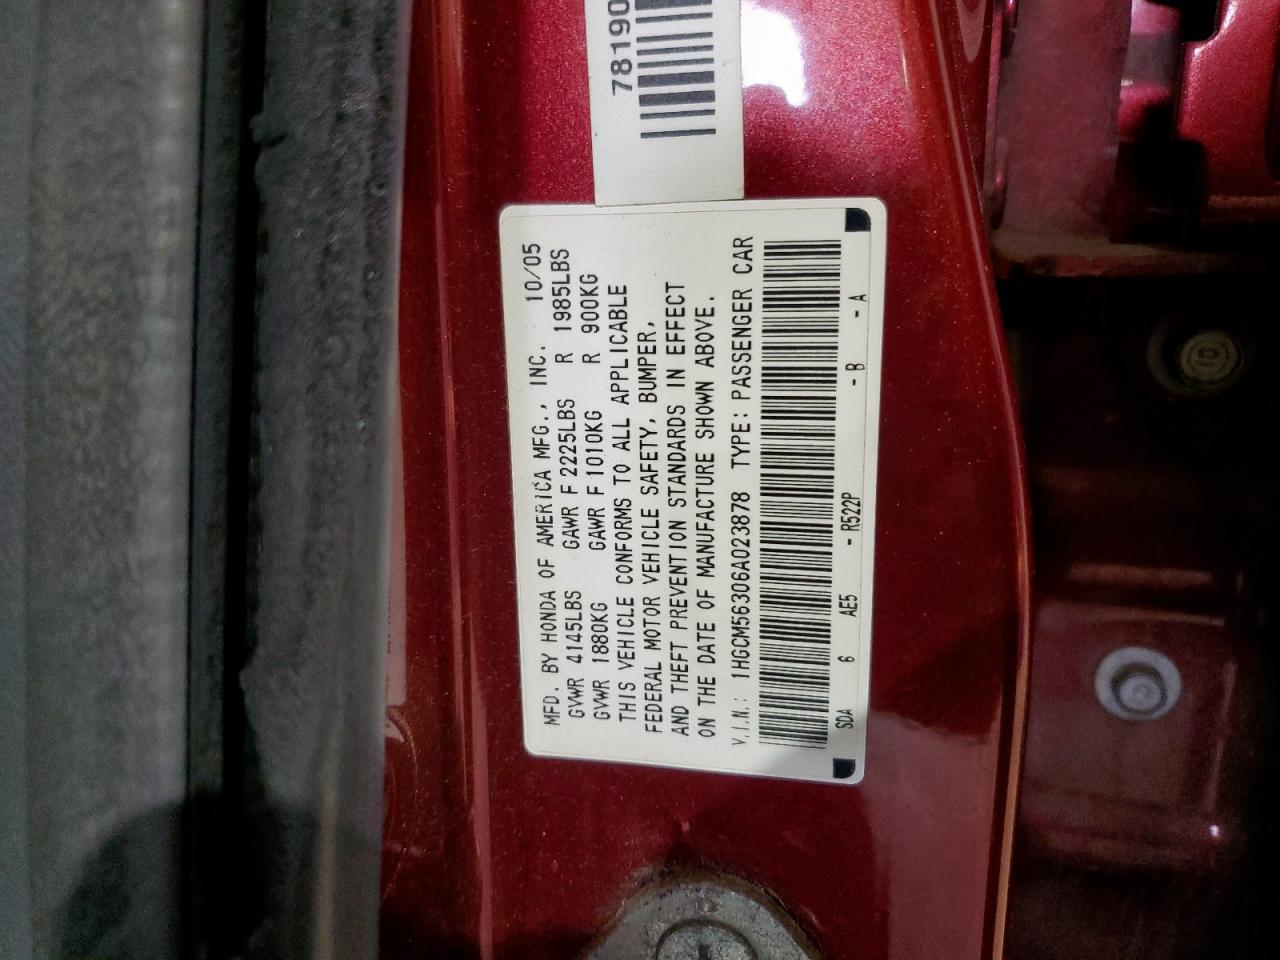 78190
MFD. BY HONDA OF AMERICA MFG., INC. 10/05
GVWR 4145LBS GAWR F 2225LBS R 1985LBS
GVWR 1880KG GAWR F 1010KG R 900KG
THIS VEHICLE CONFORMS TO ALL APPLICABLE
FEDERAL MOTOR VEHICLE SAFETY, BUMPER,
AND THEFT PREVENTION STANDARDS IN EFFECT
ON THE DATE OF MANUFACTURE SHOWN ABOVE.
V.I.N.: 1HGCM56306A023878 TYPE: PASSENGER CAR
SDA 6 AE5 - R522P - B - A